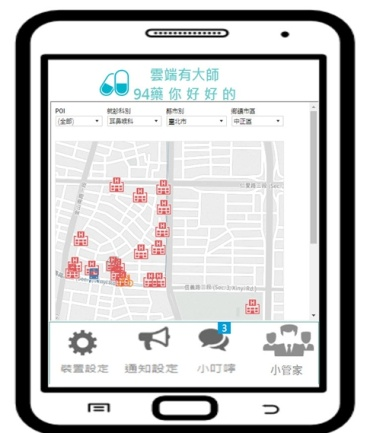 雲端有大師
94藥 你 好 好 的
POI 就診科別 縣市別 鄉鎮市區
(全部) 耳鼻喉科 臺北市 中正區
3
裝置設定 通知設定 小叮嚀 小管家